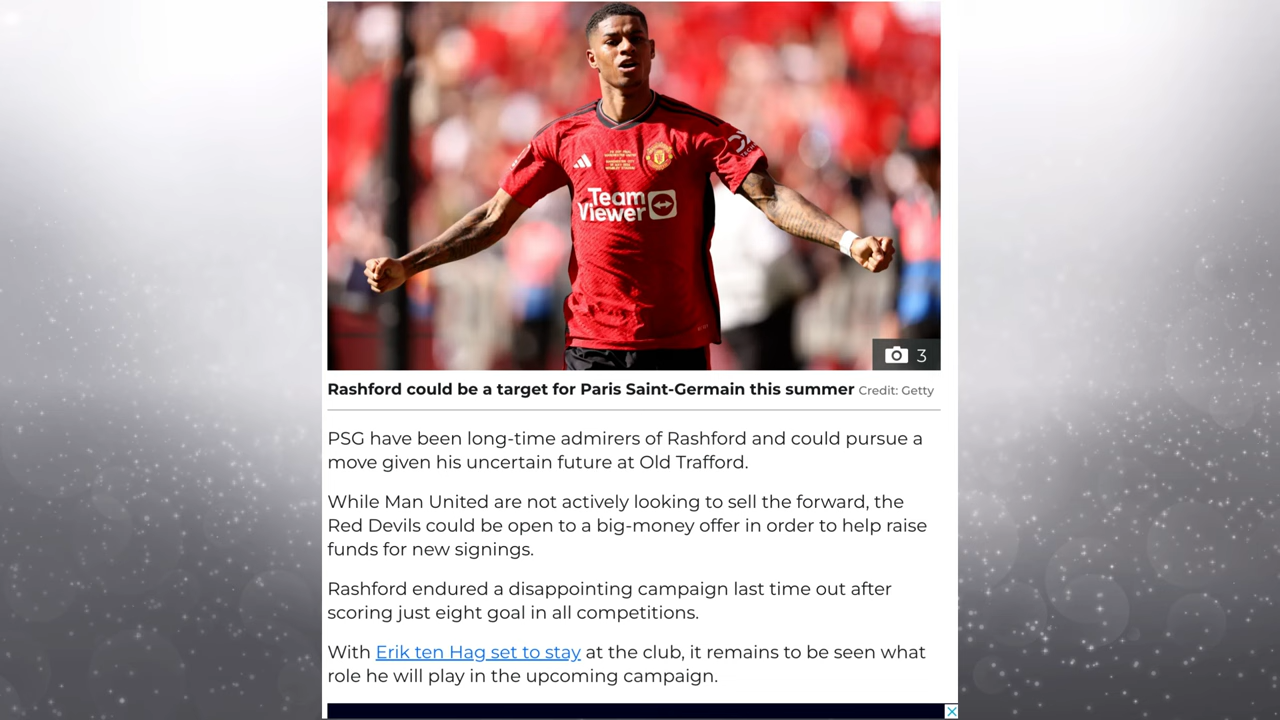 Team
Viewer
3
Rashford could be a target for Paris Saint-Germain this summer Credit: Getty
PSG have been long-time admirers of Rashford and could pursue a
move given his uncertain future at Old Trafford.
While Man United are not actively looking to sell the forward, the
Red Devils could be open to a big-money offer in order to help raise
funds for new signings.
Rashford endured a disappointing campaign last time out after
scoring just eight goal in all competitions.
With Erik ten Hag set to stay at the club, it remains to be seen what
role he will play in the upcoming campaign.